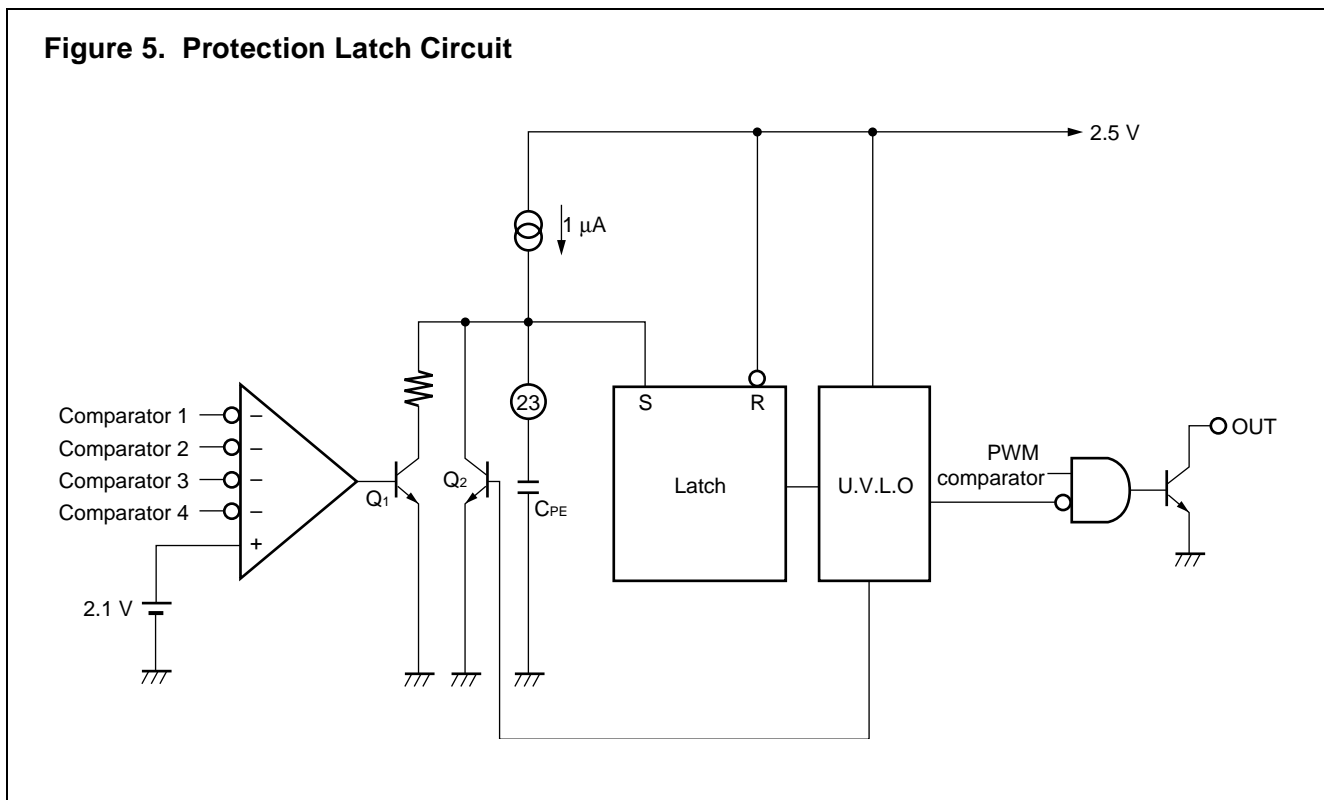 Figure 5. Protection Latch Circuit
2.5 V
1 μA
Comparator 1
Comparator 2
Comparator 3
Comparator 4
–
–
–
–
+
2.1 V
Q1
Q2
23
CPE
S
R
Latch
U.V.L.O
PWM
comparator
OUT